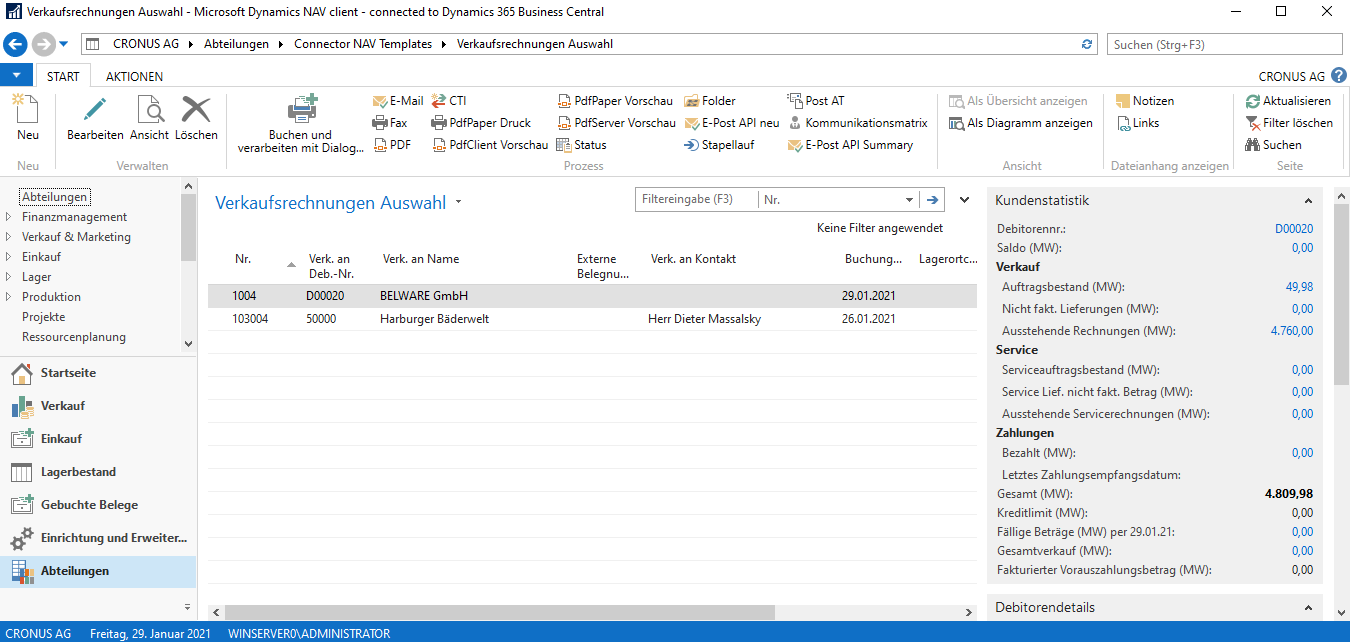 Verkaufsrechnungen Auswahl - Microsoft Dynamics NAV client - connected to Dynamics 365 Business Central
CRONUS AG ▸ Abteilungen ▸ Connector NAV Templates ▸ Verkaufsrechnungen Auswahl
Suchen (Strg+F3)
START AKTIONEN
CRONUS AG
Neu
Neu
Bearbeiten Ansicht Löschen
Verwalten
Buchen und
verarbeiten mit Dialog...
E-Mail
Fax
PDF
CTI
PdfPaper Druck
PdfClient Vorschau
PdfPaper Vorschau
PdfServer Vorschau
Status
Folder
E-Post API neu
Stapellauf
Post AT
Kommunikationsmatrix
E-Post API Summary
Prozess
Als Übersicht anzeigen
Als Diagramm anzeigen
Ansicht
Notizen
Links
Dateianhang anzeigen
Aktualisieren
Filter löschen
Suchen
Seite
Abteilungen
Finanzmanagement
Verkauf & Marketing
Einkauf
Lager
Produktion
Projekte
Ressourcenplanung
Startseite
Verkauf
Einkauf
Lagerbestand
Gebuchte Belege
Einrichtung und Erweiter...
Abteilungen
Verkaufsrechnungen Auswahl
Filtereingabe (F3) Nr.
Keine Filter angewendet
Nr. Verk. an Deb.-Nr. Verk. an Name Externe Belegnu... Verk. an Kontakt Buchung... Lagerortc...
1004 D00020 BELWARE GmbH 29.01.2021
103004 50000 Harburger Bäderwelt Herr Dieter Massalsky 26.01.2021
Kundenstatistik
Debitorennr.: D00020
Saldo (MW): 0,00
Verkauf
Auftragsbestand (MW): 49,98
Nicht fakt. Lieferungen (MW): 0,00
Ausstehende Rechnungen (MW): 4.760,00
Service
Serviceauftragsbestand (MW): 0,00
Service Lief. nicht fakt. Betrag (MW): 0,00
Ausstehende Servicerechnungen (MW): 0,00
Zahlungen
Bezahlt (MW): 0,00
Letztes Zahlungsempfangsdatum:
Gesamt (MW): 4.809,98
Kreditlimit (MW): 0,00
Fällige Beträge (MW) per 29.01.21: 0,00
Gesamtverkauf (MW): 0,00
Fakturierter Vorauszahlungsbetrag (MW): 0,00
Debitorendetails
CRONUS AG Freitag, 29. Januar 2021 WINSERVER0\ADMINISTRATOR